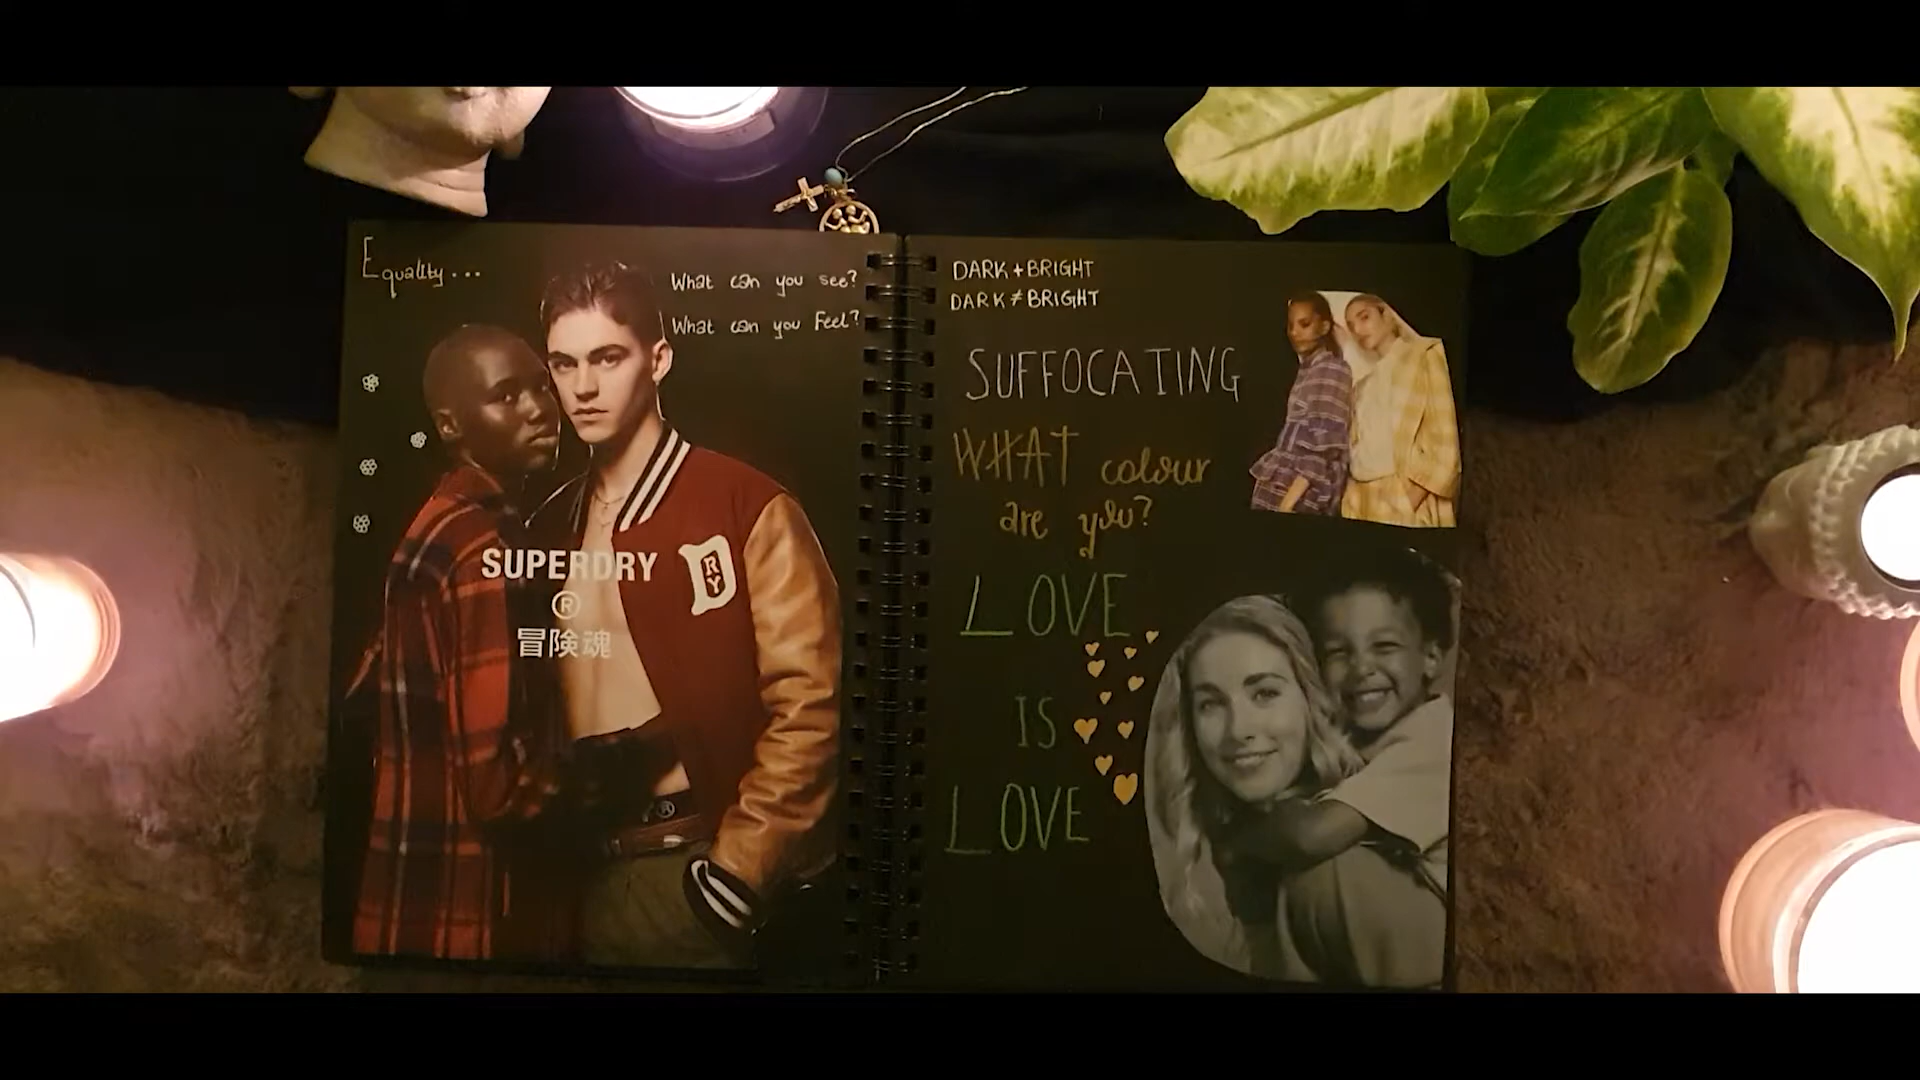 Equality...
What can you see?
What can you Feel?
SUPERDRY
®
冒険魂
D
RY
®
DARK + BRIGHT
DARK ≠ BRIGHT
SUFFOCATING
WHAT colour
are you?
LOVE
IS
LOVE